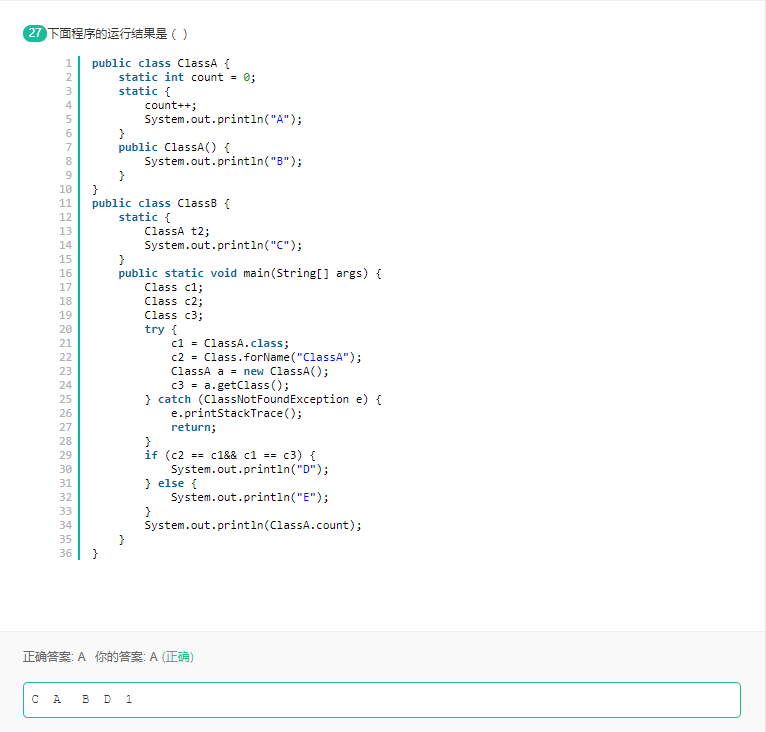 27 下面程序的运行结果是 ( )
1 public class ClassA {
2     static int count = 0;
3     static {
4         count++;
5         System.out.println("A");
6     }
7     public ClassA() {
8         System.out.println("B");
9     }
10 }
11 public class ClassB {
12     static {
13         ClassA t2;
14         System.out.println("C");
15     }
16     public static void main(String[] args) {
17         Class c1;
18         Class c2;
19         Class c3;
20         try {
21             c1 = ClassA.class;
22             c2 = Class.forName("ClassA");
23             ClassA a = new ClassA();
24             c3 = a.getClass();
25         } catch (ClassNotFoundException e) {
26             e.printStackTrace();
27             return;
28         }
29         if (c2 == c1&& c1 == c3) {
30             System.out.println("D");
31         } else {
32             System.out.println("E");
33         }
34         System.out.println(ClassA.count);
35     }
36 }
正确答案: A 你的答案: A (正确)
C A B D 1